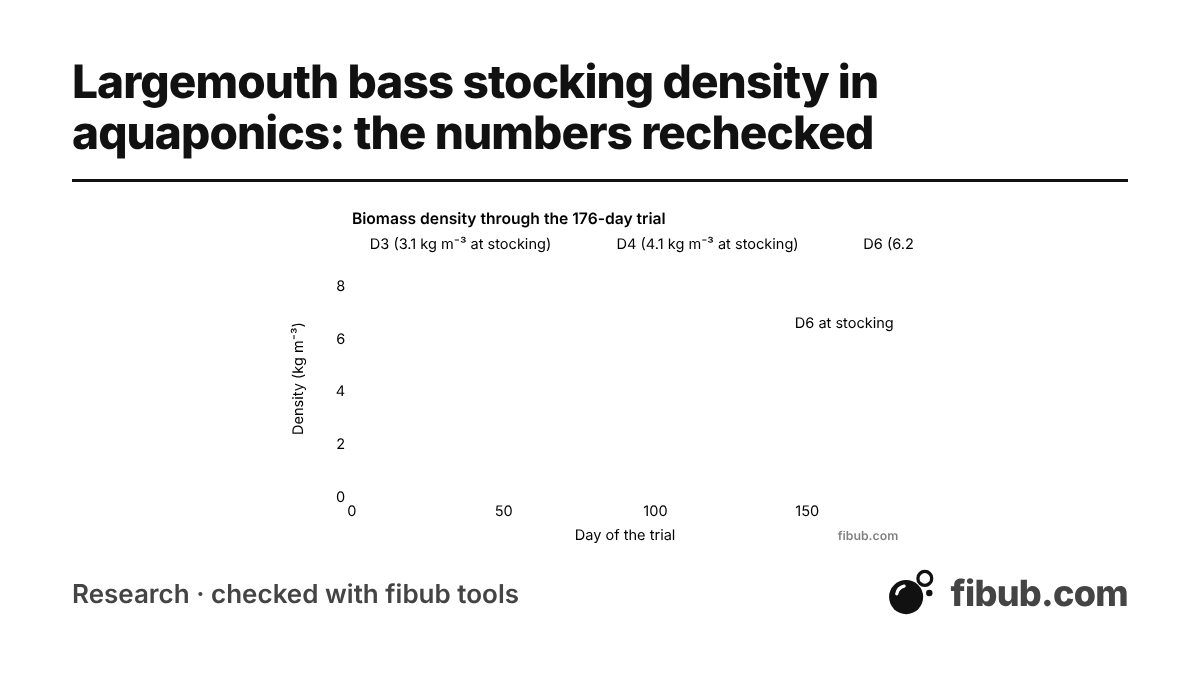 Largemouth bass stocking density in
aquaponics: the numbers rechecked
Biomass density through the 176-day trial
D3 (3.1 kg m⁻³ at stocking) D4 (4.1 kg m⁻³ at stocking) D6 (6.2
8
D6 at stocking
6
Density (kg m⁻³)
4
2
0
0 50 100 150
Day of the trial
fibub.com
Research · checked with fibub tools
fibub.com